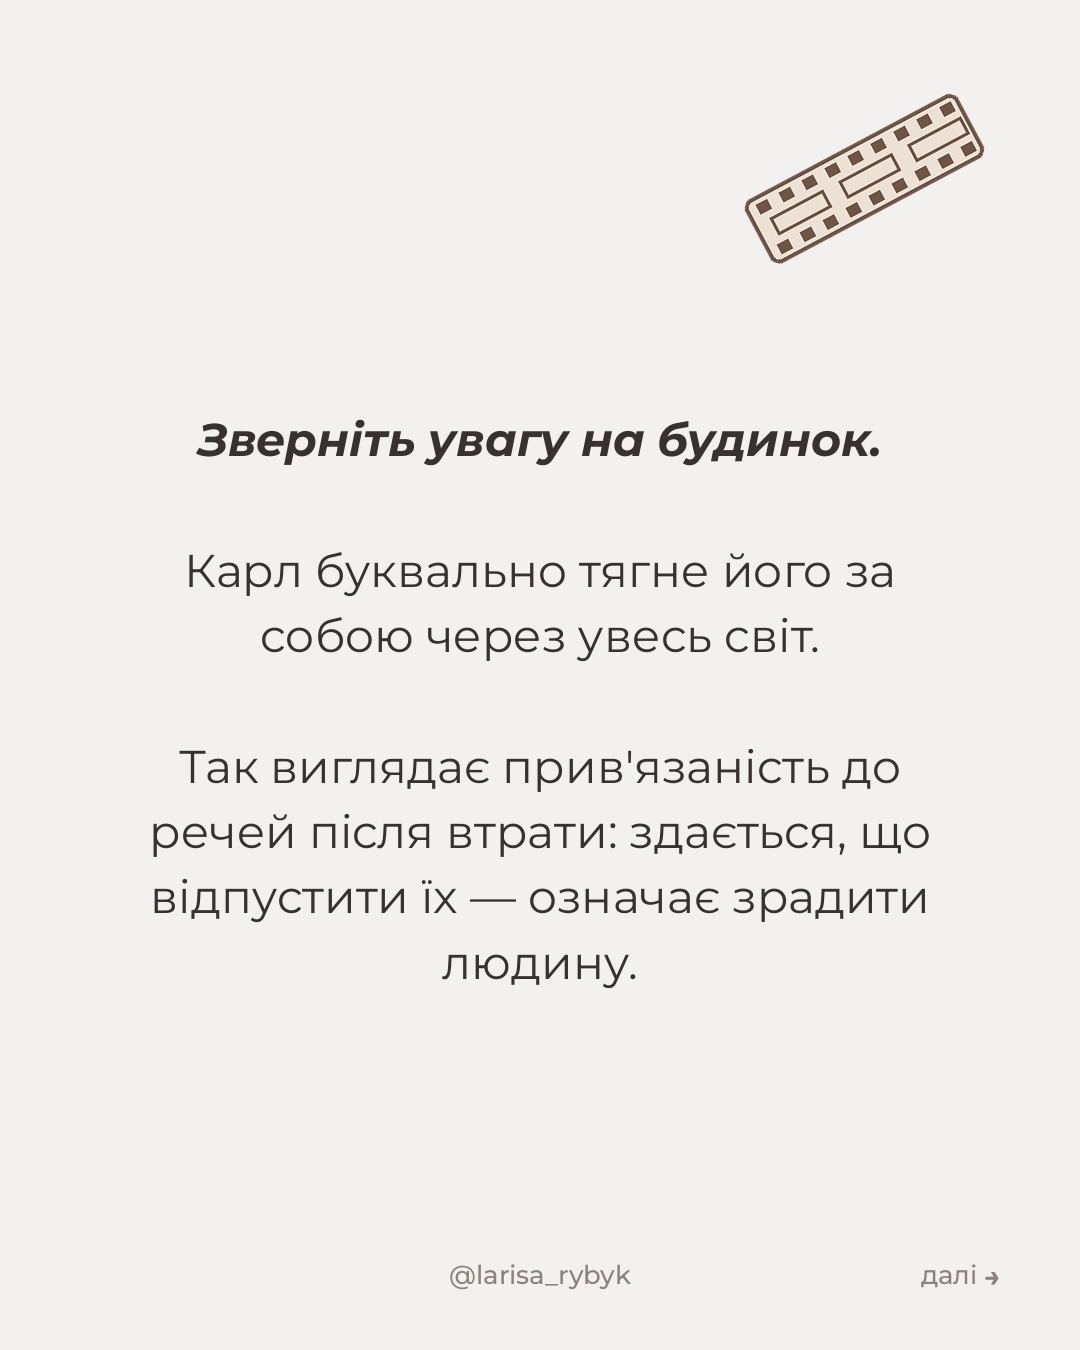 Зверніть увагу на будинок.
Карл буквально тягне його за
собою через увесь світ.
Так виглядає прив'язаність до
речей після втрати: здається, що
відпустити їх — означає зрадити
людину.
@larisa_rybyk
далі →